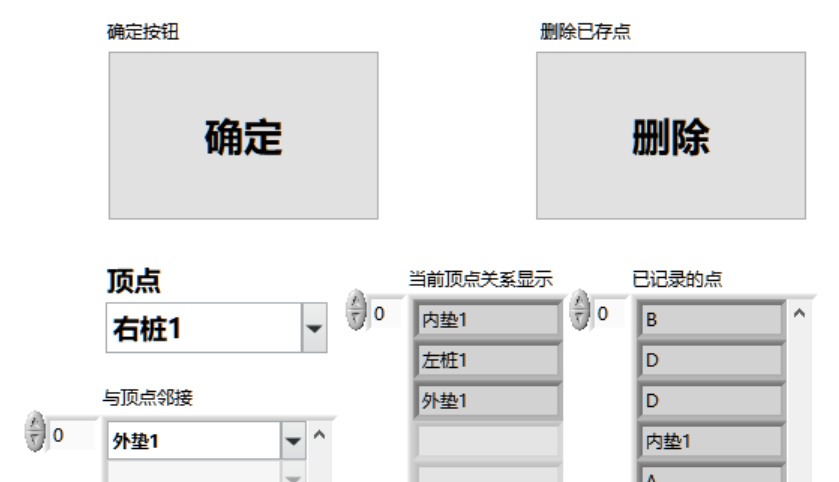 确定按钮
删除已存点
确定
删除
顶点
右桩1
当前顶点关系显示
已记录的点
0
内垫1
左桩1
外垫1
0
B
D
D
内垫1
A
与顶点邻接
0
外垫1